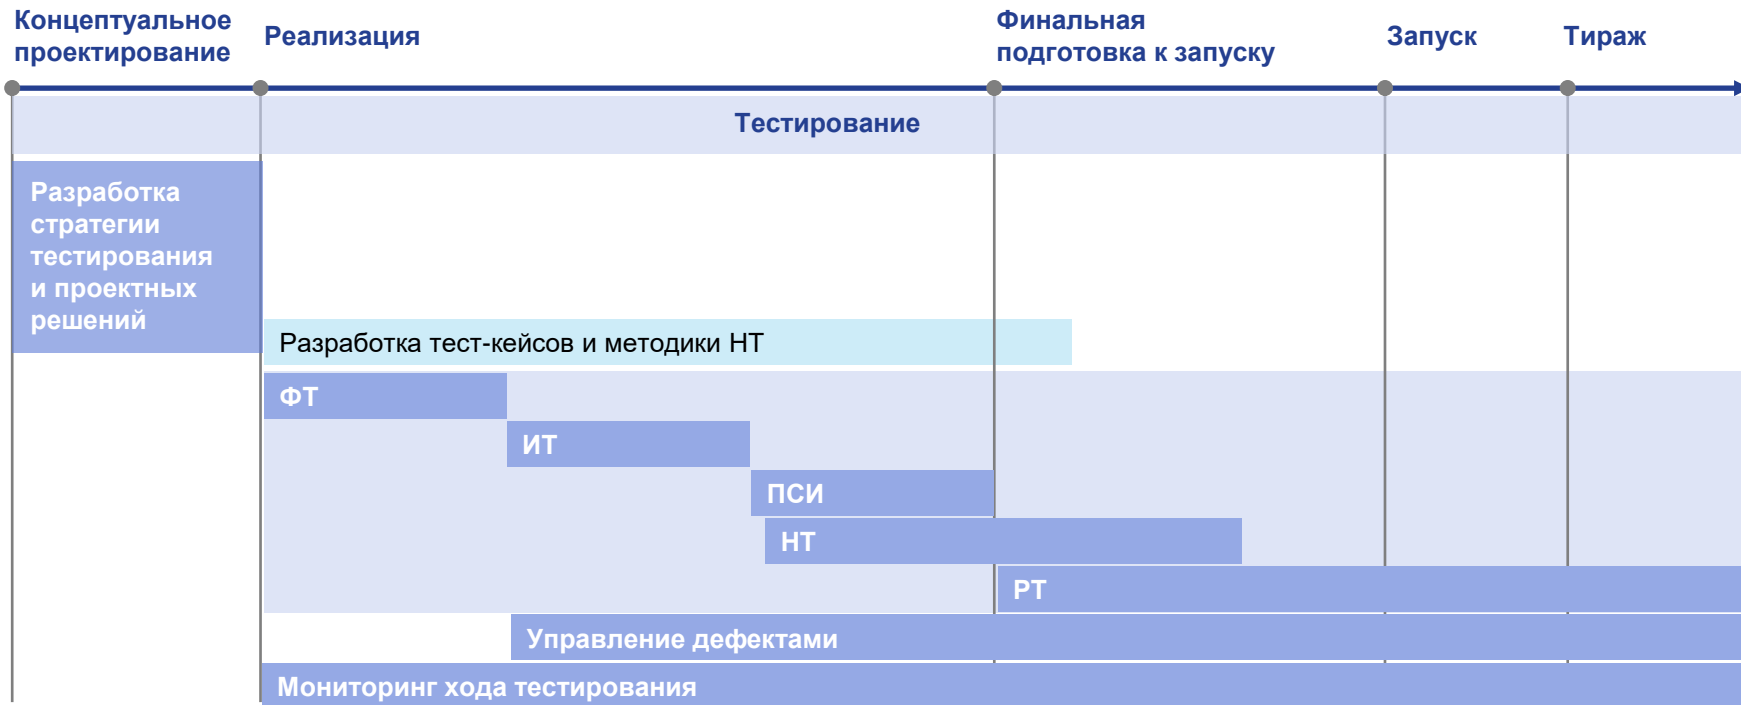 Концептуальное
проектирование
Реализация
Финальная
подготовка к запуску
Запуск
Тираж
Тестирование
Разработка
стратегии
тестирования
и проектных
решений
Разработка тест-кейсов и методики НТ
ФТ
ИТ
ПСИ
НТ
РТ
Управление дефектами
Мониторинг хода тестирования